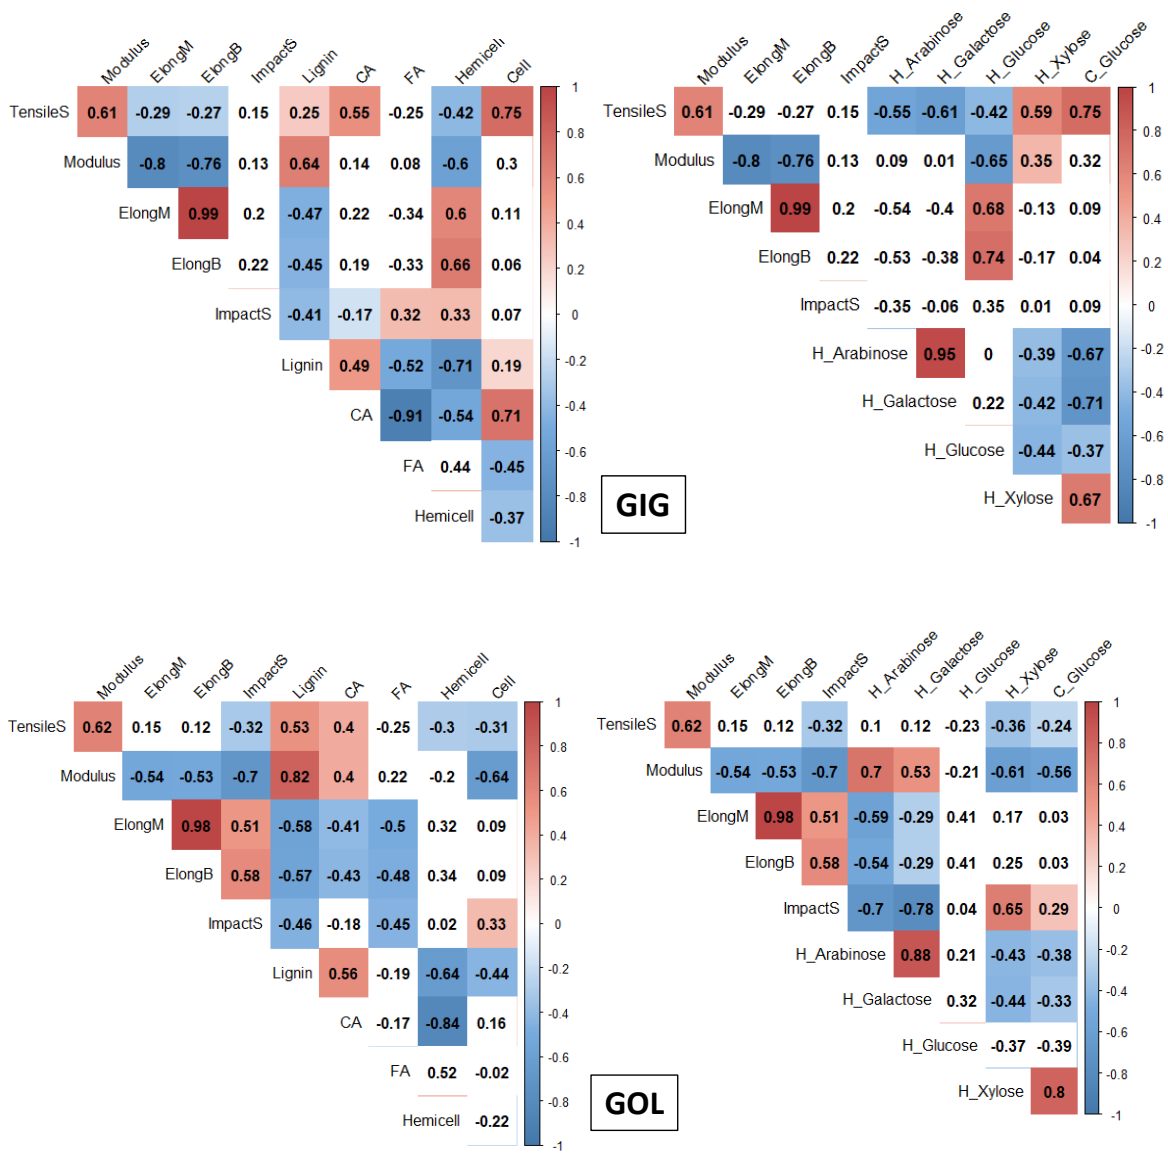 Modulus ElongM ElongB ImpactS Lignin CA FA Hemicell Cell
TensileS 0.61 -0.29 -0.27 0.15 0.25 0.55 -0.25 -0.42 0.75
Modulus -0.8 -0.76 0.13 0.64 0.14 0.08 -0.6 0.3
ElongM 0.99 0.2 -0.47 0.22 -0.34 0.6 0.11
ElongB 0.22 -0.45 0.19 -0.33 0.66 0.06
ImpactS -0.41 -0.17 0.32 0.33 0.07
Lignin 0.49 -0.52 -0.71 0.19
CA -0.91 -0.54 0.71
FA 0.44 -0.45
Hemicell -0.37
1
0.8
0.6
0.4
0.2
0
-0.2
-0.4
-0.6
-0.8
-1
Modulus ElongM ElongB ImpactS H_Arabinose H_Galactose H_Glucose H_Xylose C_Glucose
TensileS 0.61 -0.29 -0.27 0.15 -0.55 -0.61 -0.42 0.59 0.75
Modulus -0.8 -0.76 0.13 0.09 0.01 -0.65 0.35 0.32
ElongM 0.99 0.2 -0.54 -0.4 0.68 -0.13 0.09
ElongB 0.22 -0.53 -0.38 0.74 -0.17 0.04
ImpactS -0.35 -0.06 0.35 0.01 0.09
H_Arabinose 0.95 0 -0.39 -0.67
H_Galactose 0.22 -0.42 -0.71
H_Glucose -0.44 -0.37
H_Xylose 0.67
1
0.8
0.6
0.4
0.2
0
-0.2
-0.4
-0.6
-0.8
-1
GIG
Modulus ElongM ElongB ImpactS Lignin CA FA Hemicell Cell
TensileS 0.62 0.15 0.12 -0.32 0.53 0.4 -0.25 -0.3 -0.31
Modulus -0.54 -0.53 -0.7 0.82 0.4 0.22 -0.2 -0.64
ElongM 0.98 0.51 -0.58 -0.41 -0.5 0.32 0.09
ElongB 0.58 -0.57 -0.43 -0.48 0.34 0.09
ImpactS -0.46 -0.18 -0.45 0.02 0.33
Lignin 0.56 -0.19 -0.64 -0.44
CA -0.17 -0.84 0.16
FA 0.52 -0.02
Hemicell -0.22
1
0.8
0.6
0.4
0.2
0
-0.2
-0.4
-0.6
-0.8
-1
Modulus ElongM ElongB ImpactS H_Arabinose H_Galactose H_Glucose H_Xylose C_Glucose
TensileS 0.62 0.15 0.12 -0.32 0.1 0.12 -0.23 -0.36 -0.24
Modulus -0.54 -0.53 -0.7 0.7 0.53 -0.21 -0.61 -0.56
ElongM 0.98 0.51 -0.59 -0.29 0.41 0.17 0.03
ElongB 0.58 -0.54 -0.29 0.41 0.25 0.03
ImpactS -0.7 -0.78 0.04 0.65 0.29
H_Arabinose 0.88 0.21 -0.43 -0.38
H_Galactose 0.32 -0.44 -0.33
H_Glucose -0.37 -0.39
H_Xylose 0.8
1
0.8
0.6
0.4
0.2
0
-0.2
-0.4
-0.6
-0.8
-1
GOL